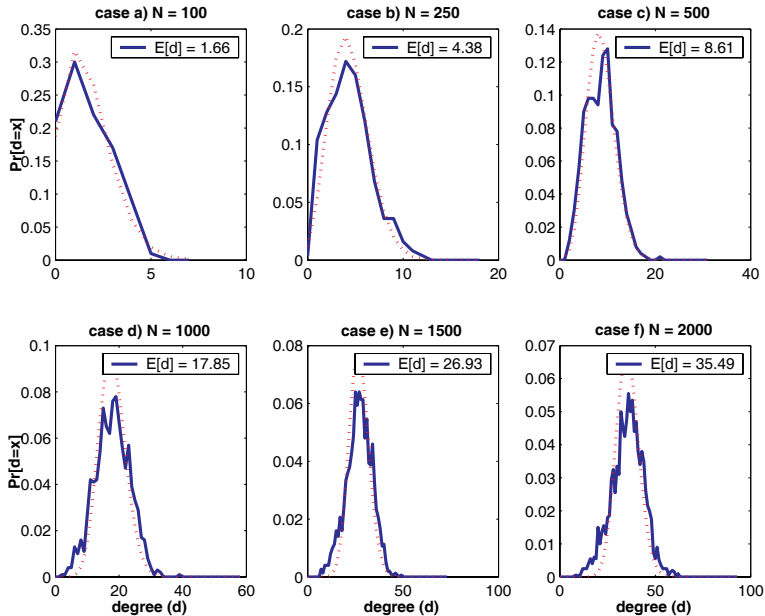 case a) N = 100
case b) N = 250
case c) N = 500
E[d] = 1.66
E[d] = 4.38
E[d] = 8.61
Pr[d=x]
0.35
0.3
0.25
0.2
0.15
0.1
0.05
0
0 5 10
0.2
0.15
0.1
0.05
0
0 10 20
0.14
0.12
0.1
0.08
0.06
0.04
0.02
0
0 20 40
case d) N = 1000
case e) N = 1500
case f) N = 2000
E[d] = 17.85
E[d] = 26.93
E[d] = 35.49
Pr[d=x]
0.1
0.08
0.06
0.04
0.02
0
0 20 40 60
degree (d)
0.08
0.06
0.04
0.02
0
0 50 100
degree (d)
0.07
0.06
0.05
0.04
0.03
0.02
0.01
0
0 50 100
degree (d)